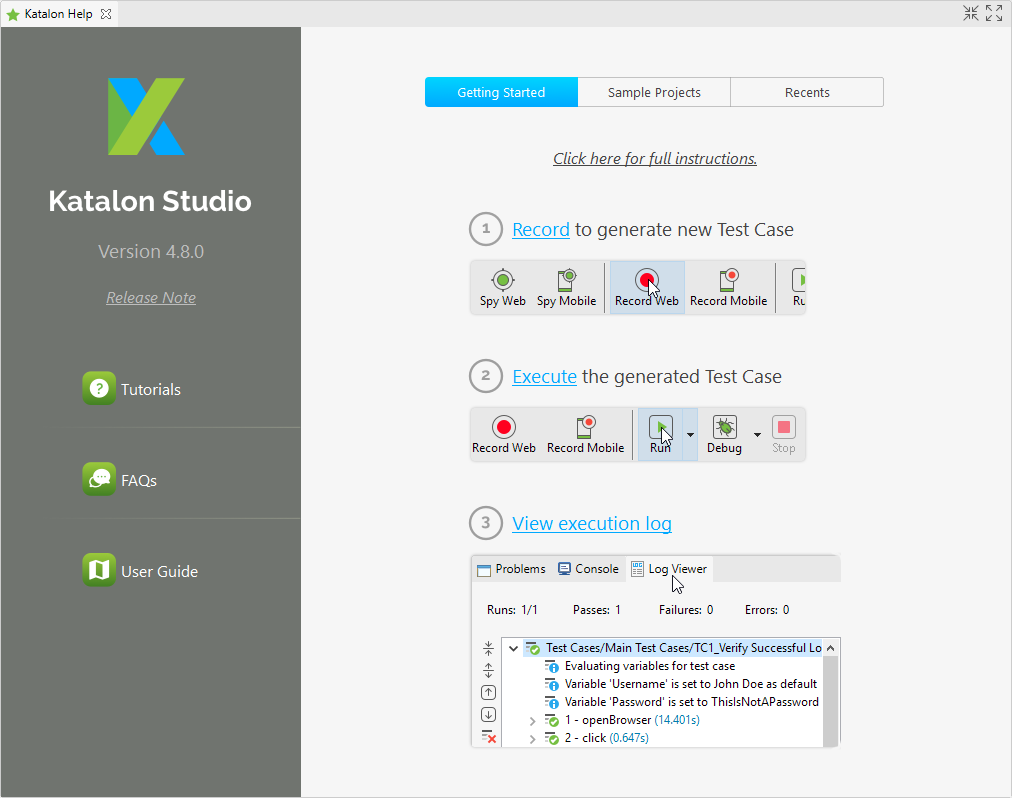 Katalon Help
Katalon Studio
Version 4.8.0
Release Note
Tutorials
FAQs
User Guide
Getting Started
Sample Projects
Recents
Click here for full instructions.
1 Record to generate new Test Case
Spy Web
Spy Mobile
Record Web
Record Mobile
Ru
2 Execute the generated Test Case
Record Web
Record Mobile
Run
Debug
Stop
3 View execution log
Problems
Console
Log Viewer
Runs: 1/1
Passes: 1
Failures: 0
Errors: 0
Test Cases/Main Test Cases/TC1_Verify Successful Lo
Evaluating variables for test case
Variable 'Username' is set to John Doe as default
Variable 'Password' is set to ThisIsNotAPassword
1 - openBrowser (14.401s)
2 - click (0.647s)